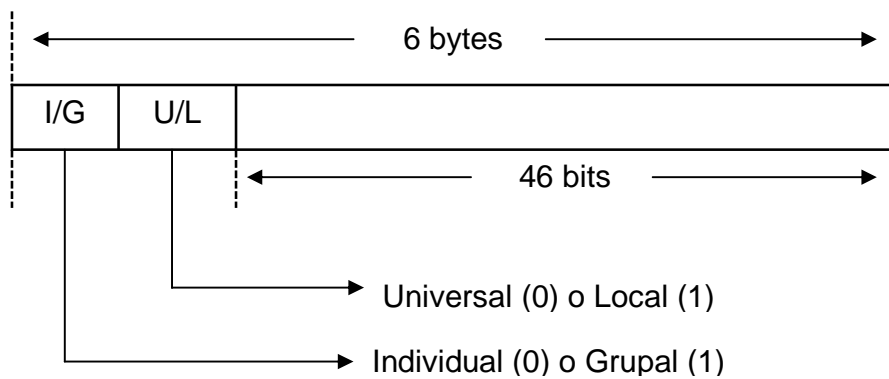 6 bytes
I/G U/L
46 bits
Universal (0) o Local (1)
Individual (0) o Grupal (1)